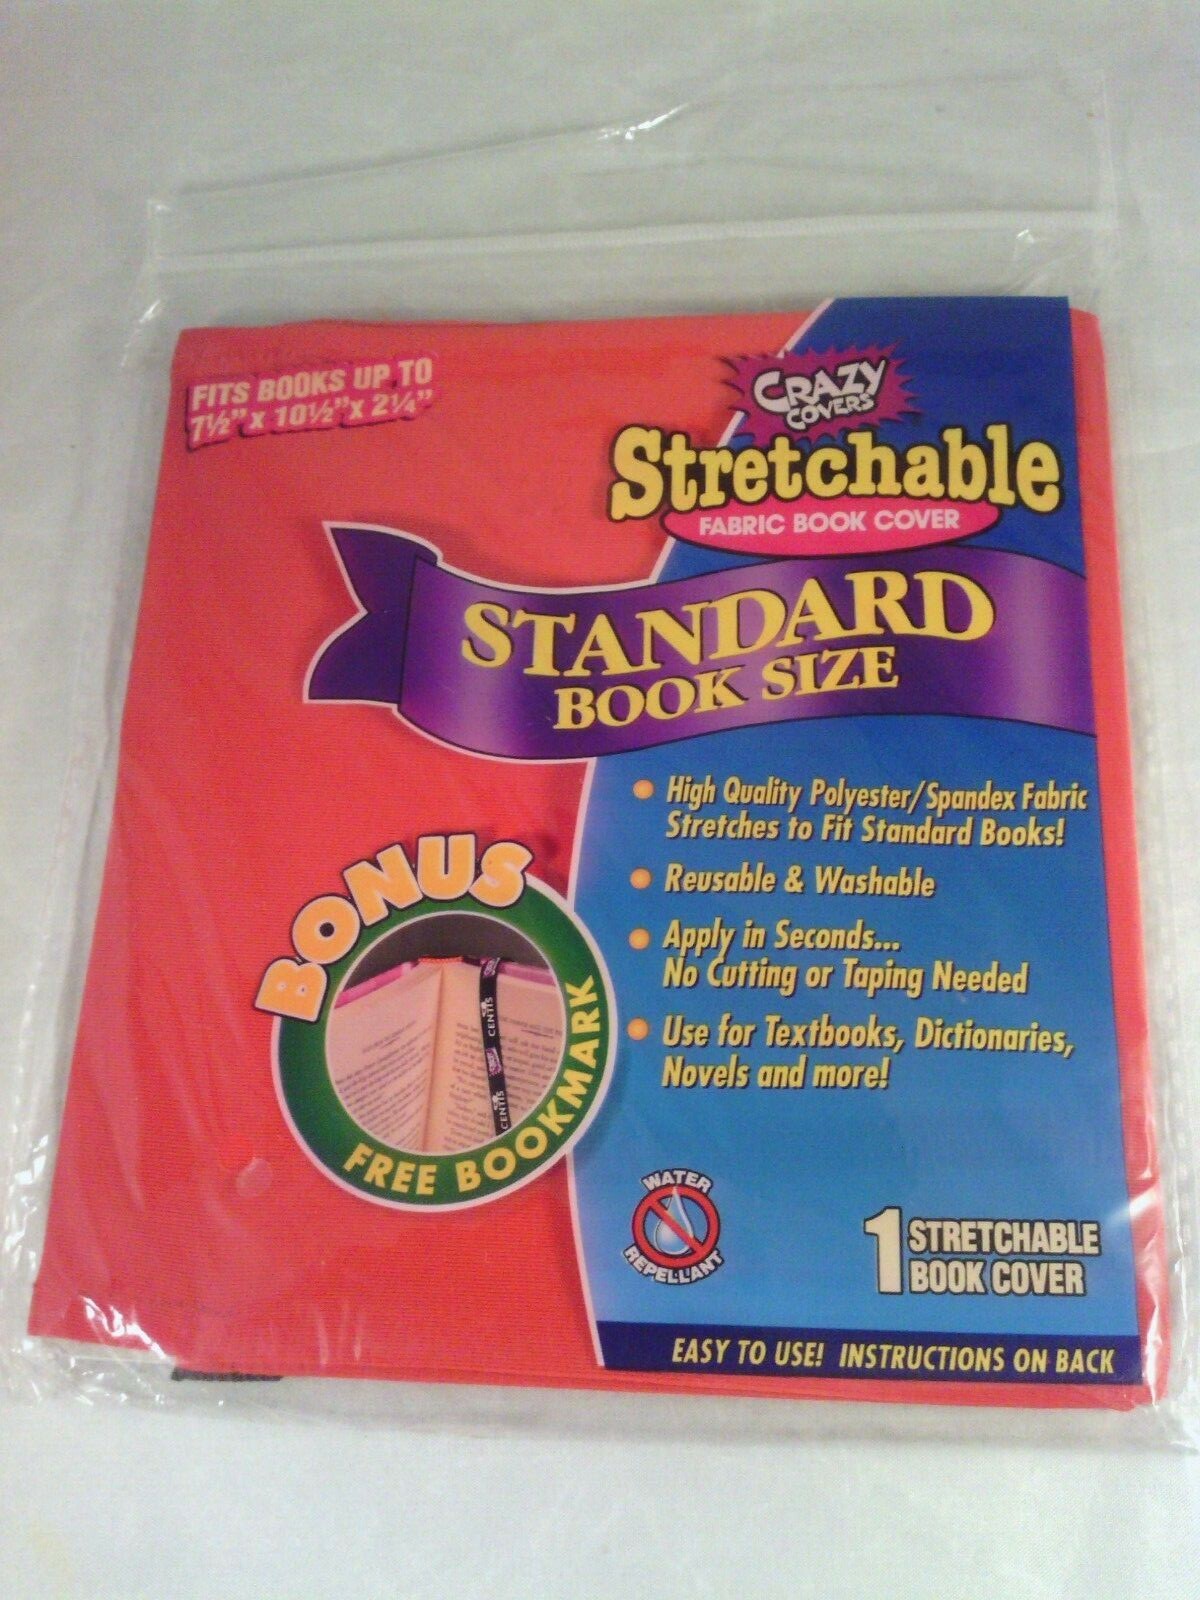 FITS BOOKS UP TO
7½" x 10½" x 2¼"
CRAZY
COVERS
Stretchable
FABRIC BOOK COVER
STANDARD
BOOK SIZE
• High Quality Polyester/Spandex Fabric
Stretches to Fit Standard Books!
• Reusable & Washable
• Apply in Seconds...
No Cutting or Taping Needed
• Use for Textbooks, Dictionaries,
Novels and more!
BONUS
CENTIS
CENTIS
FREE BOOKMARK
WATER
REPELLANT
1 STRETCHABLE
BOOK COVER
EASY TO USE! INSTRUCTIONS ON BACK